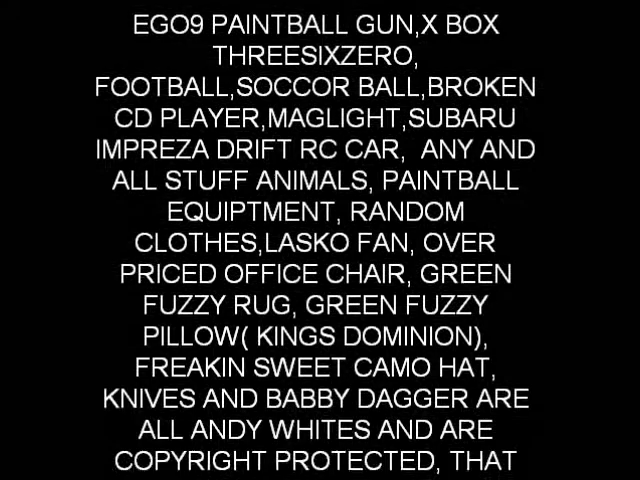 EGO9 PAINTBALL GUN,X BOX
THREESIXZERO,
FOOTBALL,SOCCOR BALL,BROKEN
CD PLAYER,MAGLIGHT,SUBARU
IMPREZA DRIFT RC CAR,  ANY AND
ALL STUFF ANIMALS, PAINTBALL
EQUIPTMENT, RANDOM
CLOTHES,LASKO FAN, OVER
PRICED OFFICE CHAIR, GREEN
FUZZY RUG, GREEN FUZZY
PILLOW( KINGS DOMINION),
FREAKIN SWEET CAMO HAT,
KNIVES AND BABBY DAGGER ARE
ALL ANDY WHITES AND ARE
COPYRIGHT PROTECTED, THAT